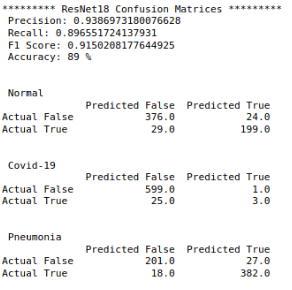 ********* ResNet18 Confusion Matrices *********
Precision: 0.9386973180076628
Recall: 0.896551724137931
F1 Score: 0.9150208177644925
Accuracy: 89 %
Normal
Predicted False Predicted True
Actual False 376.0 24.0
Actual True 29.0 199.0
Covid-19
Predicted False Predicted True
Actual False 599.0 1.0
Actual True 25.0 3.0
Pneumonia
Predicted False Predicted True
Actual False 201.0 27.0
Actual True 18.0 382.0